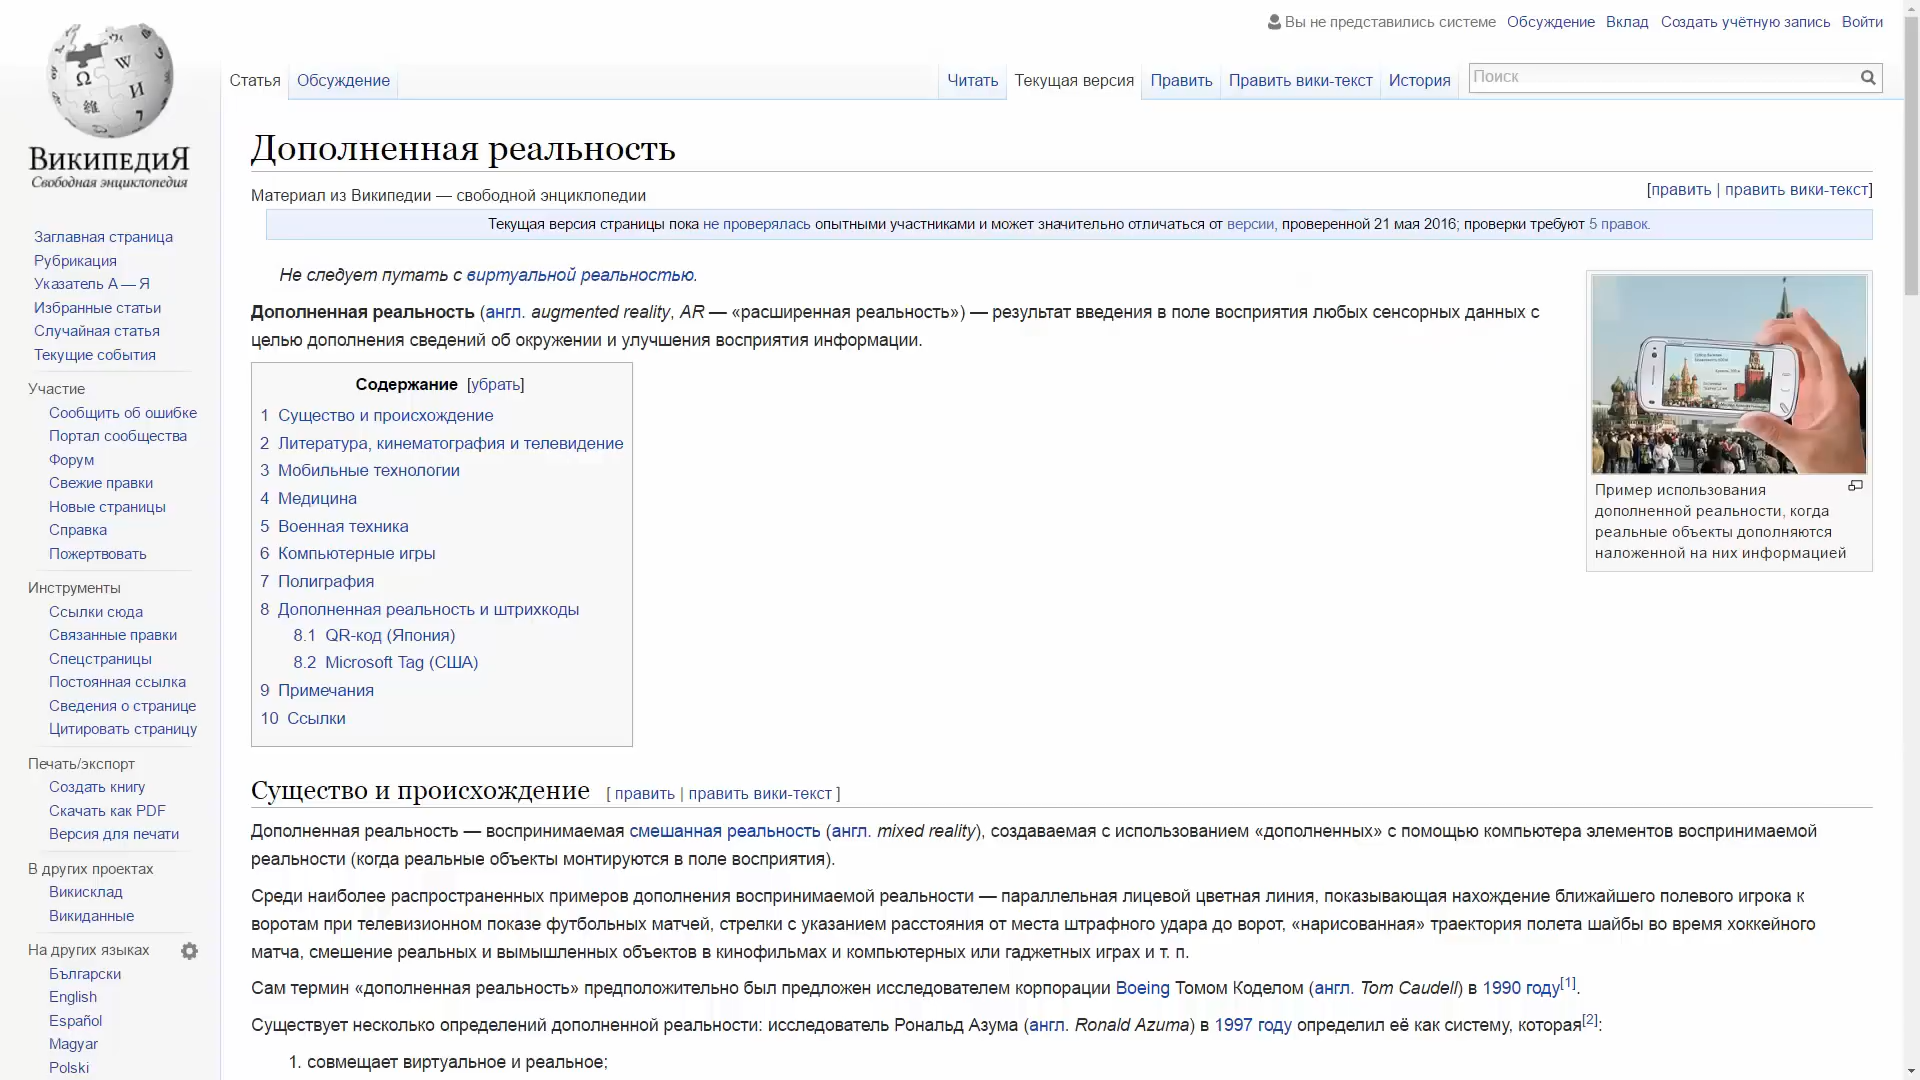 Вы не представились системе Обсуждение Вклад Создать учётную запись Войти
Статья Обсуждение Читать Текущая версия Править Править вики-текст История Поиск
ВикипедиЯ
Свободная энциклопедия
Заглавная страница
Рубрикация
Указатель А — Я
Избранные статьи
Случайная статья
Текущие события
Участие
Сообщить об ошибке
Портал сообщества
Форум
Свежие правки
Новые страницы
Справка
Пожертвовать
Инструменты
Ссылки сюда
Связанные правки
Спецстраницы
Постоянная ссылка
Сведения о странице
Цитировать страницу
Печать/экспорт
Создать книгу
Скачать как PDF
Версия для печати
В других проектах
Викисклад
Викиданные
На других языках
Български
English
Español
Magyar
Polski
Дополненная реальность
Материал из Википедии — свободной энциклопедии
[править | править вики-текст]
Текущая версия страницы пока не проверялась опытными участниками и может значительно отличаться от версии, проверенной 21 мая 2016; проверки требуют 5 правок.
Не следует путать с виртуальной реальностью.
Дополненная реальность (англ. augmented reality, AR — «расширенная реальность») — результат введения в поле восприятия любых сенсорных данных с
целью дополнения сведений об окружении и улучшения восприятия информации.
Содержание [убрать]
1 Существо и происхождение
2 Литература, кинематография и телевидение
3 Мобильные технологии
4 Медицина
5 Военная техника
6 Компьютерные игры
7 Полиграфия
8 Дополненная реальность и штрихкоды
8.1 QR-код (Япония)
8.2 Microsoft Tag (США)
9 Примечания
10 Ссылки
Пример использования
дополненной реальности, когда
реальные объекты дополняются
наложенной на них информацией
Существо и происхождение [ править | править вики-текст ]
Дополненная реальность — воспринимаемая смешанная реальность (англ. mixed reality), создаваемая с использованием «дополненных» с помощью компьютера элементов воспринимаемой
реальности (когда реальные объекты монтируются в поле восприятия).
Среди наиболее распространенных примеров дополнения воспринимаемой реальности — параллельная лицевой цветная линия, показывающая нахождение ближайшего полевого игрока к
воротам при телевизионном показе футбольных матчей, стрелки с указанием расстояния от места штрафного удара до ворот, «нарисованная» траектория полета шайбы во время хоккейного
матча, смешение реальных и вымышленных объектов в кинофильмах и компьютерных или гаджетных играх и т. п.
Сам термин «дополненная реальность» предположительно был предложен исследователем корпорации Boeing Томом Коделом (англ. Tom Caudell) в 1990 году[1].
Существует несколько определений дополненной реальности: исследователь Рональд Азума (англ. Ronald Azuma) в 1997 году определил её как систему, которая[2]:
1. совмещает виртуальное и реальное;